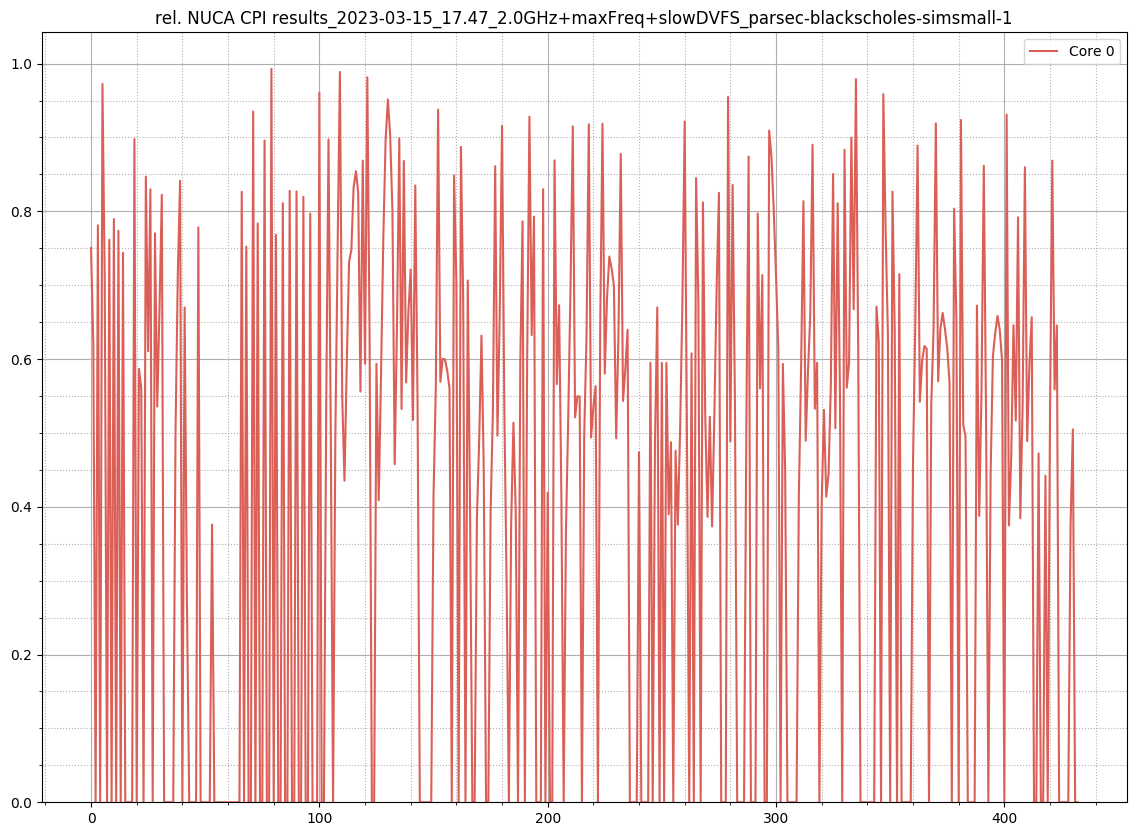 rel. NUCA CPI results_2023-03-15_17.47_2.0GHz+maxFreq+slowDVFS_parsec-blackscholes-simsmall-1
Core 0
1.0
0.8
0.6
0.4
0.2
0.0
0 100 200 300 400